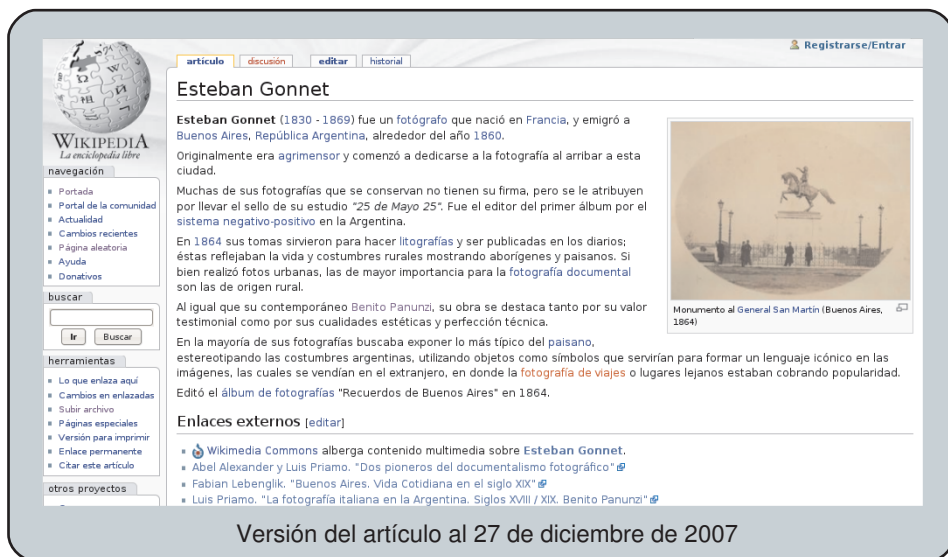 Registrarse/Entrar
artículo discusión editar historial
WIKIPEDIA
La enciclopedia libre
navegación
Portada
Portal de la comunidad
Actualidad
Cambios recientes
Página aleatoria
Ayuda
Donativos
buscar
Ir Buscar
herramientas
Lo que enlaza aquí
Cambios en enlazadas
Subir archivo
Páginas especiales
Versión para imprimir
Enlace permanente
Citar este artículo
otros proyectos
Esteban Gonnet
Esteban Gonnet (1830 - 1869) fue un fotógrafo que nació en Francia, y emigró a
Buenos Aires, República Argentina, alrededor del año 1860.
Originalmente era agrimensor y comenzó a dedicarse a la fotografía al arribar a esta
ciudad.
Muchas de sus fotografías que se conservan no tienen su firma, pero se le atribuyen
por llevar el sello de su estudio "25 de Mayo 25". Fue el editor del primer álbum por el
sistema negativo-positivo en la Argentina.
En 1864 sus tomas sirvieron para hacer litografías y ser publicadas en los diarios;
éstas reflejaban la vida y costumbres rurales mostrando aborígenes y paisanos. Si
bien realizó fotos urbanas, las de mayor importancia para la fotografía documental
son las de origen rural.
Al igual que su contemporáneo Benito Panunzi, su obra se destaca tanto por su valor
testimonial como por sus cualidades estéticas y perfección técnica.
En la mayoría de sus fotografías buscaba exponer lo más típico del paisano,
estereotipando las costumbres argentinas, utilizando objetos como símbolos que servirían para formar un lenguaje icónico en las
imágenes, las cuales se vendían en el extranjero, en donde la fotografía de viajes o lugares lejanos estaban cobrando popularidad.
Editó el álbum de fotografías "Recuerdos de Buenos Aires" en 1864.
Monumento al General San Martín (Buenos Aires,
1864)
Enlaces externos [editar]
Wikimedia Commons alberga contenido multimedia sobre Esteban Gonnet.
Abel Alexander y Luis Priamo. "Dos pioneros del documentalismo fotográfico"
Fabian Lebenglik. "Buenos Aires. Vida Cotidiana en el siglo XIX"
Luis Priamo. "La fotografía italiana en la Argentina. Siglos XVIII / XIX. Benito Panunzi"
Versión del artículo al 27 de diciembre de 2007